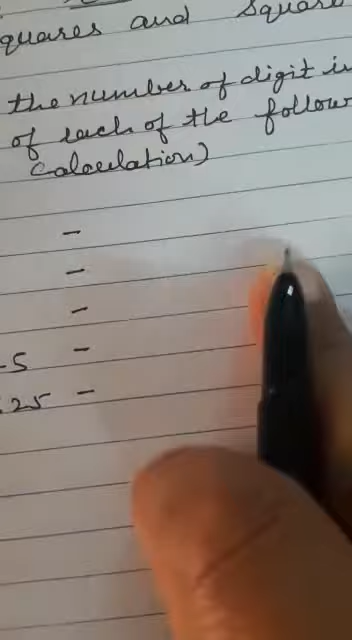 quares and Square
the number of digit in
of each of the follow
calculation)
-
-
-
-5 -
.25 -